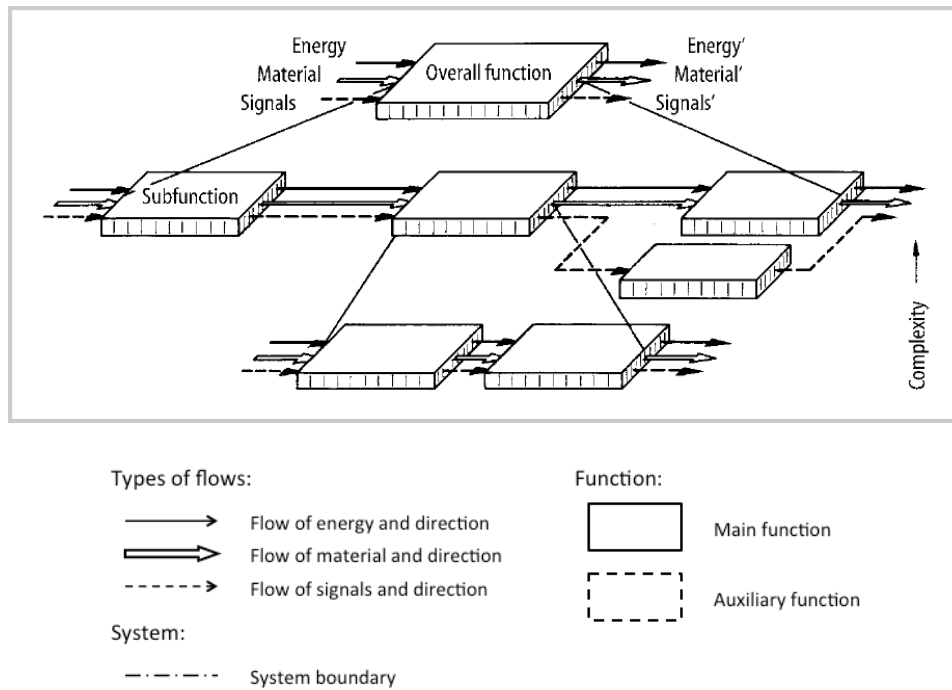 Energy
Material
Signals
Overall function
Energy'
Material'
Signals'
Subfunction
Complexity
Types of flows:
Flow of energy and direction
Flow of material and direction
Flow of signals and direction
System:
System boundary
Function:
Main function
Auxiliary function